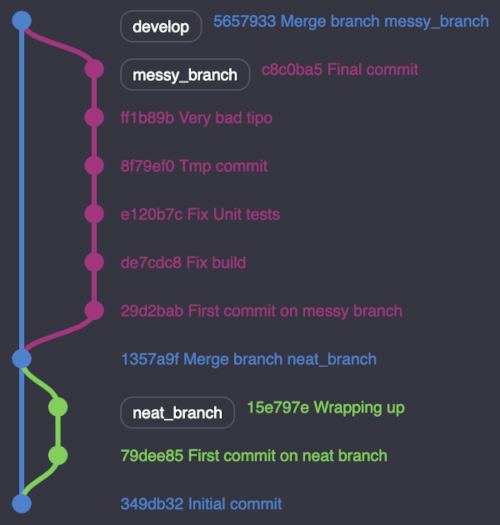 develop 5657933 Merge branch messy_branch
messy_branch c8c0ba5 Final commit
ff1b89b Very bad tipo
8f79ef0 Tmp commit
e120b7c Fix Unit tests
de7cdc8 Fix build
29d2bab First commit on messy branch
1357a9f Merge branch neat_branch
neat_branch 15e797e Wrapping up
79dee85 First commit on neat branch
349db32 Initial commit